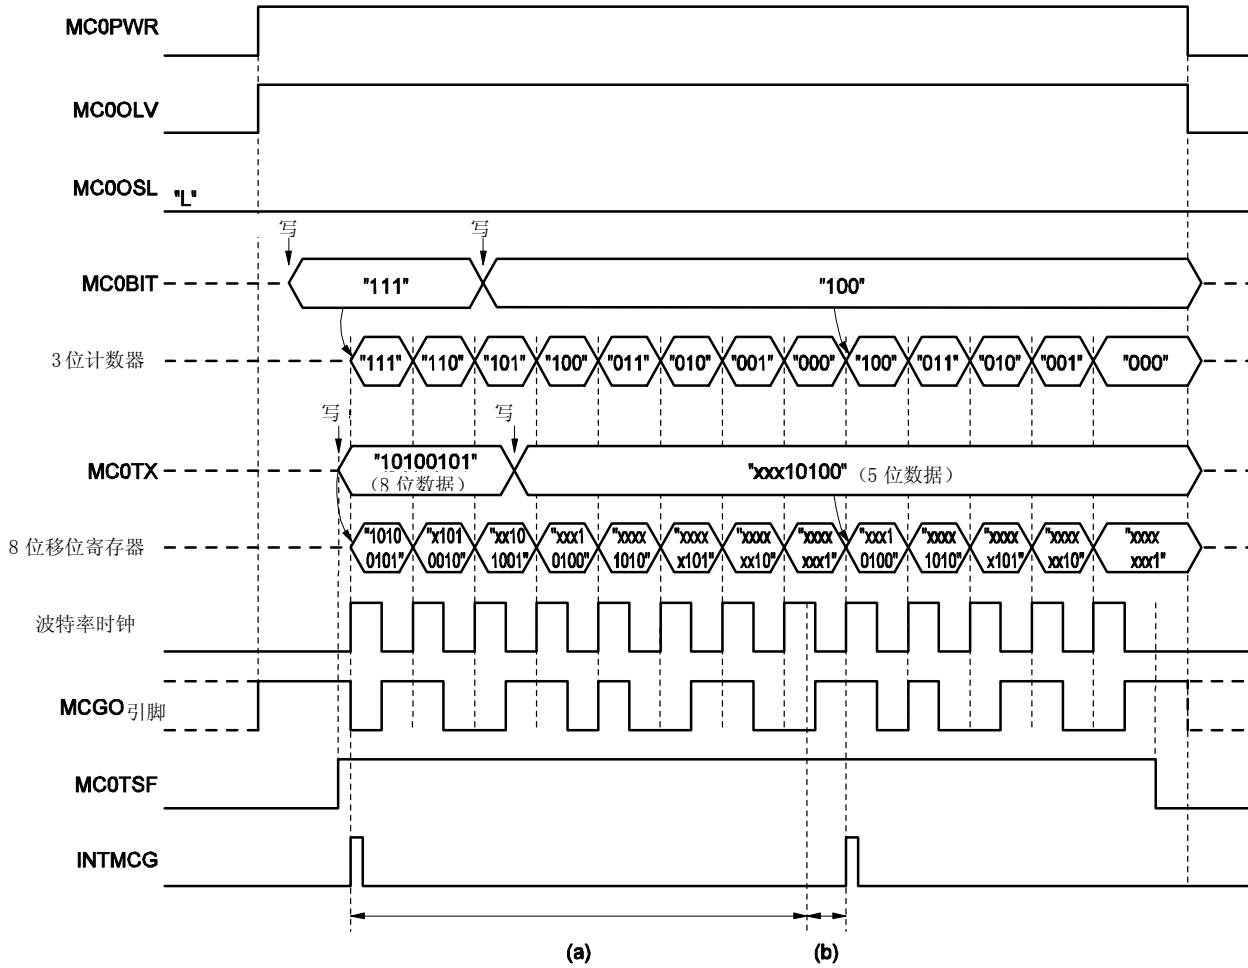 MC0PWR
MC0OLV
MC0OSL "L"
写 写
MC0BIT "111" "100"
3 位计数器 "111" "110" "101" "100" "011" "010" "001" "000" "100" "011" "010" "001" "000"
写 写
MC0TX "10100101" "xxx10100" (5 位数据)
(8 位数据)
8 位移位寄存器 "1010 "x101 "xx10 "xxx1 "xxxx "xxxx "xxxx "xxxx "xxx1 "xxxx "xxxx "xxxx "xxxx
0101" 0010" 1001" 0100" 1010" x101" xx10" xxx1" 0100" 1010" x101" xx10" xxx1"
波特率时钟
MCGO 引脚
MC0TSF
INTMCG
(a) (b)